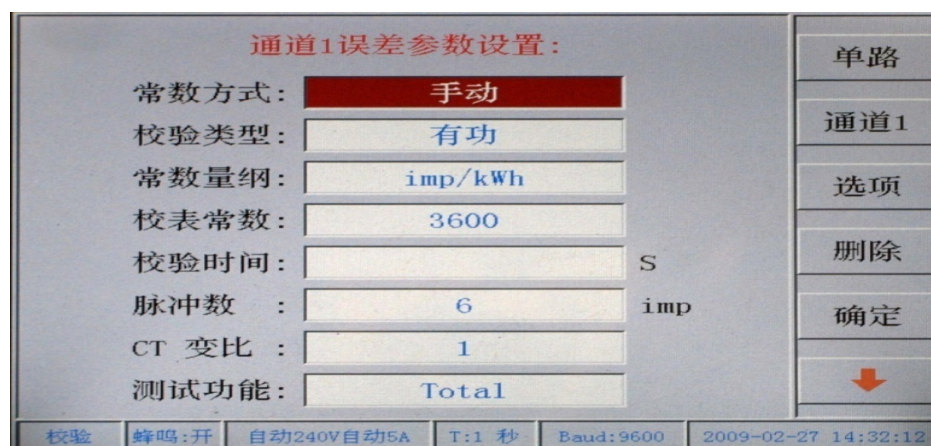 通道1误差参数设置:
常数方式: 手动
校验类型: 有功
常数量纲: imp/kWh
校表常数: 3600
校验时间: S
脉冲数 : 6 imp
CT 变比 : 1
测试功能: Total
单路
通道1
选项
删除
确定
校验 蜂鸣:开 自动240V自动5A T:1 秒 Baud:9600 2009-02-27 14:32:12